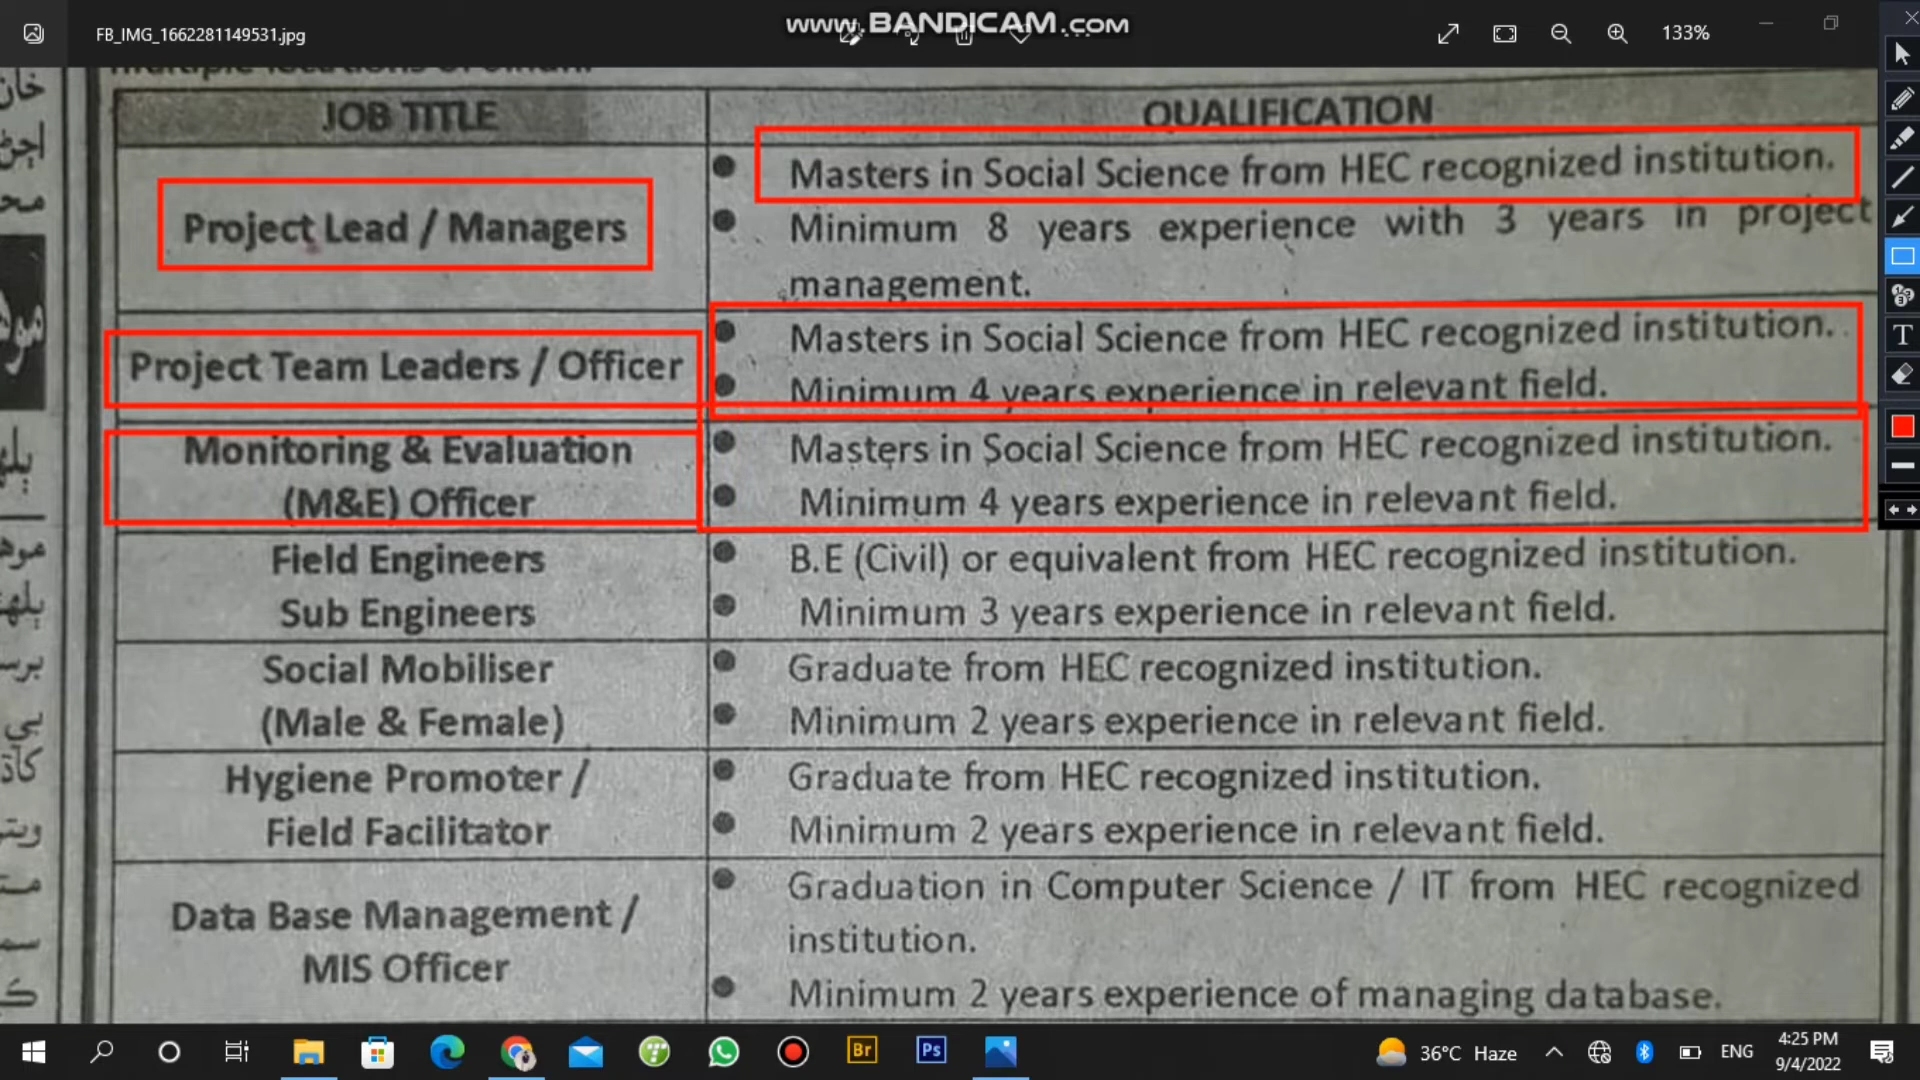 www.BANDICAM.com
FB_IMG_1662281149531.jpg
133%
JOB TITLE
QUALIFICATION
Project Lead / Managers
Masters in Social Science from HEC recognized institution.
Minimum 8 years experience with 3 years in project
management.
Project Team Leaders / Officer
Masters in Social Science from HEC recognized institution.
Minimum 4 years experience in relevant field.
Monitoring & Evaluation
(M&E) Officer
Masters in Social Science from HEC recognized institution.
Minimum 4 years experience in relevant field.
Field Engineers
Sub Engineers
B.E (Civil) or equivalent from HEC recognized institution.
Minimum 3 years experience in relevant field.
Social Mobiliser
(Male & Female)
Graduate from HEC recognized institution.
Minimum 2 years experience in relevant field.
Hygiene Promoter /
Field Facilitator
Graduate from HEC recognized institution.
Minimum 2 years experience in relevant field.
Data Base Management /
MIS Officer
Graduation in Computer Science / IT from HEC recognized
institution.
Minimum 2 years experience of managing database.
T
Br
Ps
36°C Haze
ENG
4:25 PM
9/4/2022